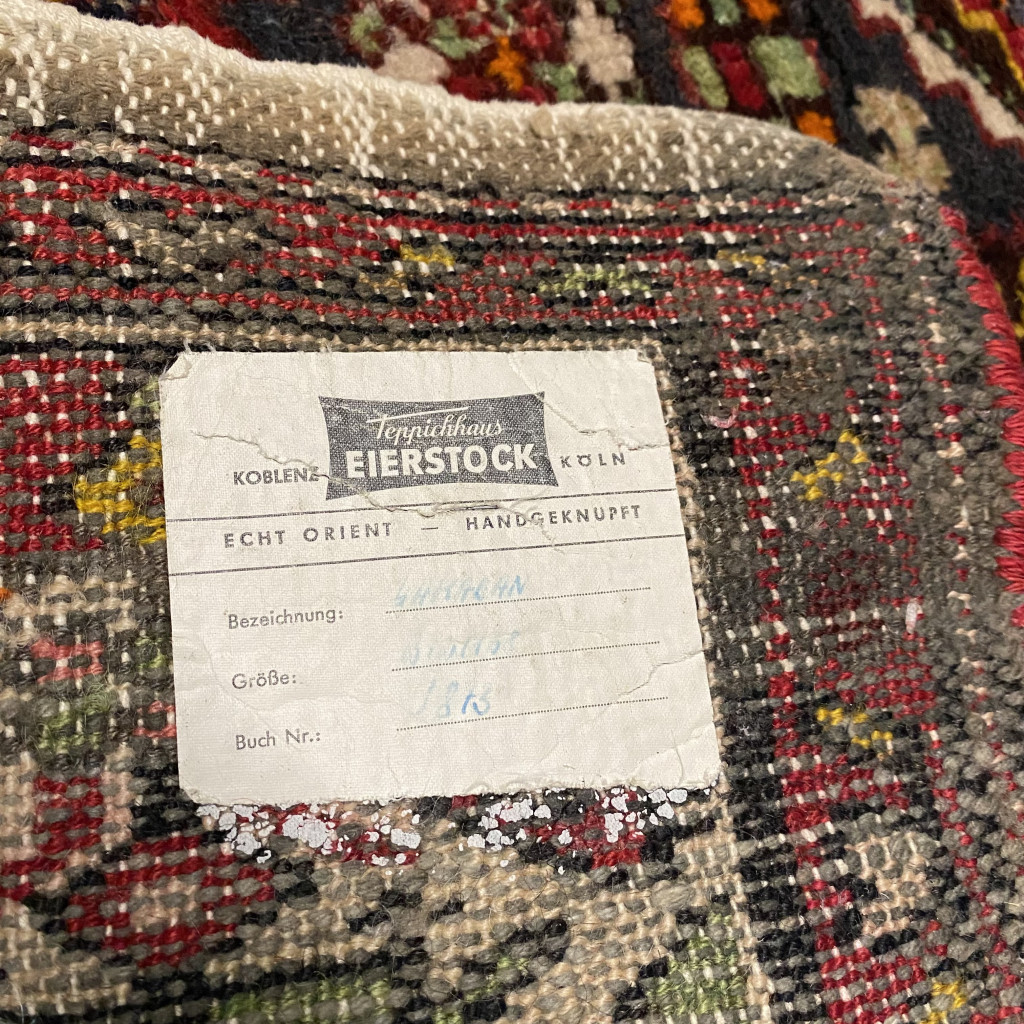 Teppichhaus
KOBLENZ EIERSTOCK KÖLN
ECHT ORIENT — HANDGEKNÜPFT
Bezeichnung:
Größe:
Buch Nr.: